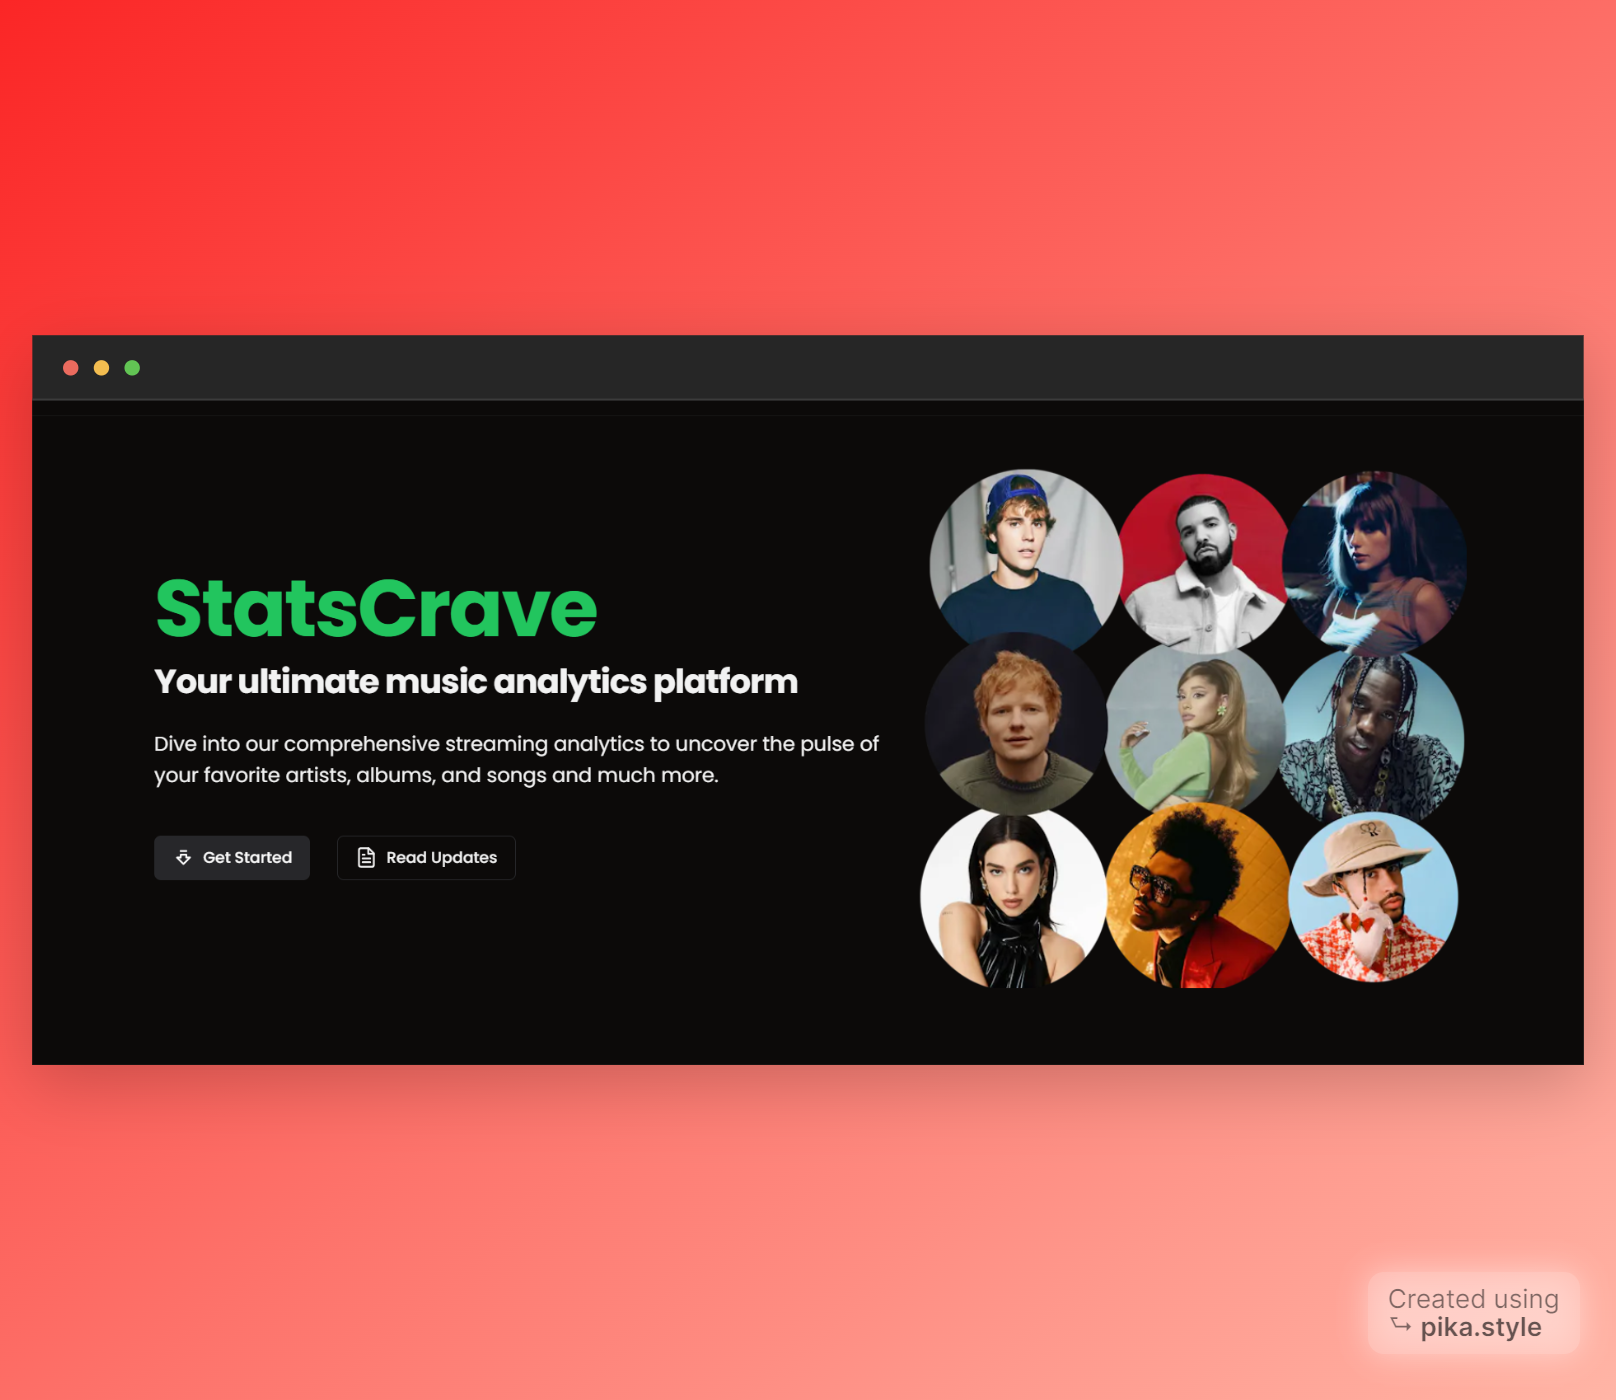 StatsCrave
Your ultimate music analytics platform
Dive into our comprehensive streaming analytics to uncover the pulse of
your favorite artists, albums, and songs and much more.
Get Started
Read Updates
Created using
pika.style